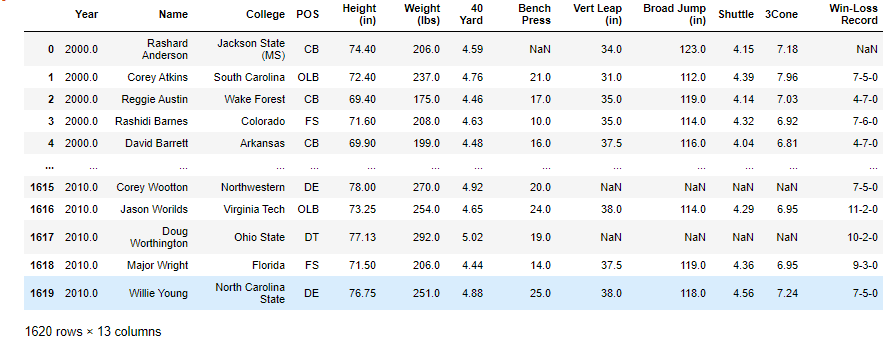 Year Name College POS Height (in) Weight (lbs) 40 Yard Bench Press Vert Leap (in) Broad Jump (in) Shuttle 3Cone Win-Loss Record
0 2000.0 Rashard Anderson Jackson State (MS) CB 74.40 206.0 4.59 NaN 34.0 123.0 4.15 7.18 NaN
1 2000.0 Corey Atkins South Carolina OLB 72.40 237.0 4.76 21.0 31.0 112.0 4.39 7.96 7-5-0
2 2000.0 Reggie Austin Wake Forest CB 69.40 175.0 4.46 17.0 35.0 119.0 4.14 7.03 4-7-0
3 2000.0 Rashidi Barnes Colorado FS 71.60 208.0 4.63 10.0 35.0 114.0 4.32 6.92 7-6-0
4 2000.0 David Barrett Arkansas CB 69.90 199.0 4.48 16.0 37.5 116.0 4.04 6.81 4-7-0
... ... ... ... ... ... ... ... ... ... ... ... ... ...
1615 2010.0 Corey Wootton Northwestern DE 78.00 270.0 4.92 20.0 NaN NaN NaN NaN 7-5-0
1616 2010.0 Jason Worilds Virginia Tech OLB 73.25 254.0 4.65 24.0 38.0 114.0 4.29 6.95 11-2-0
1617 2010.0 Doug Worthington Ohio State DT 77.13 292.0 5.02 19.0 NaN NaN NaN NaN 10-2-0
1618 2010.0 Major Wright Florida FS 71.50 206.0 4.44 14.0 37.5 119.0 4.36 6.95 9-3-0
1619 2010.0 Willie Young North Carolina State DE 76.75 251.0 4.88 25.0 38.0 118.0 4.56 7.24 7-5-0
1620 rows × 13 columns